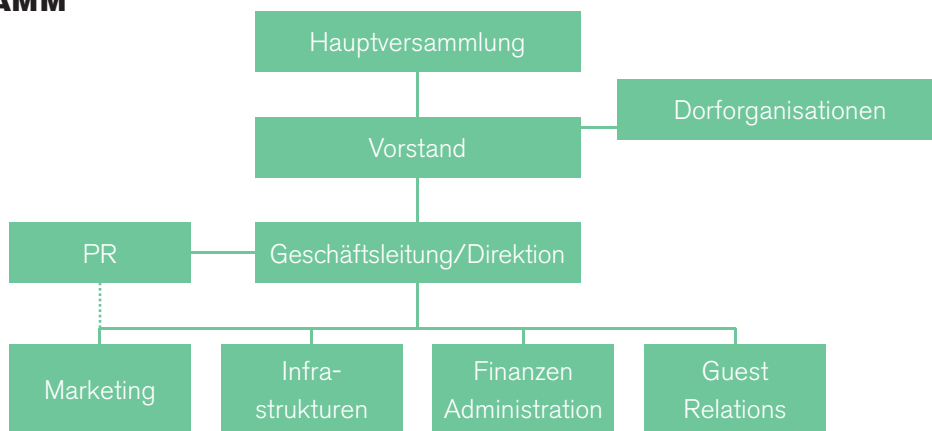 Hauptversammlung
Dorforganisationen
Vorstand
PR
Geschäftsleitung/Direktion
Marketing
Infra-
strukturen
Finanzen
Administration
Guest
Relations